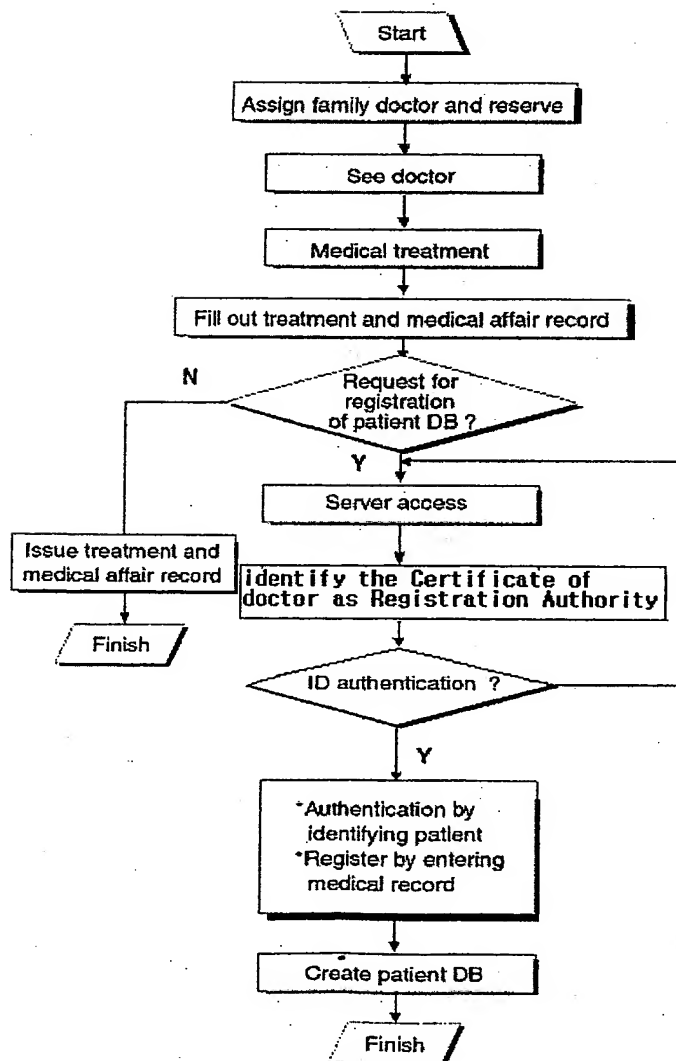 Start
Assign family doctor and reserve
See doctor
Medical treatment
Fill out treatment and medical affair record
N
Request for
registration
of patient DB ?
Y
Server access
Issue treatment and
medical affair record
identify the Certificate of
doctor as Registration Authority
Finish
ID authentication ?
Y
*Authentication by
identifying patient
*Register by entering
medical record
Create patient DB
Finish